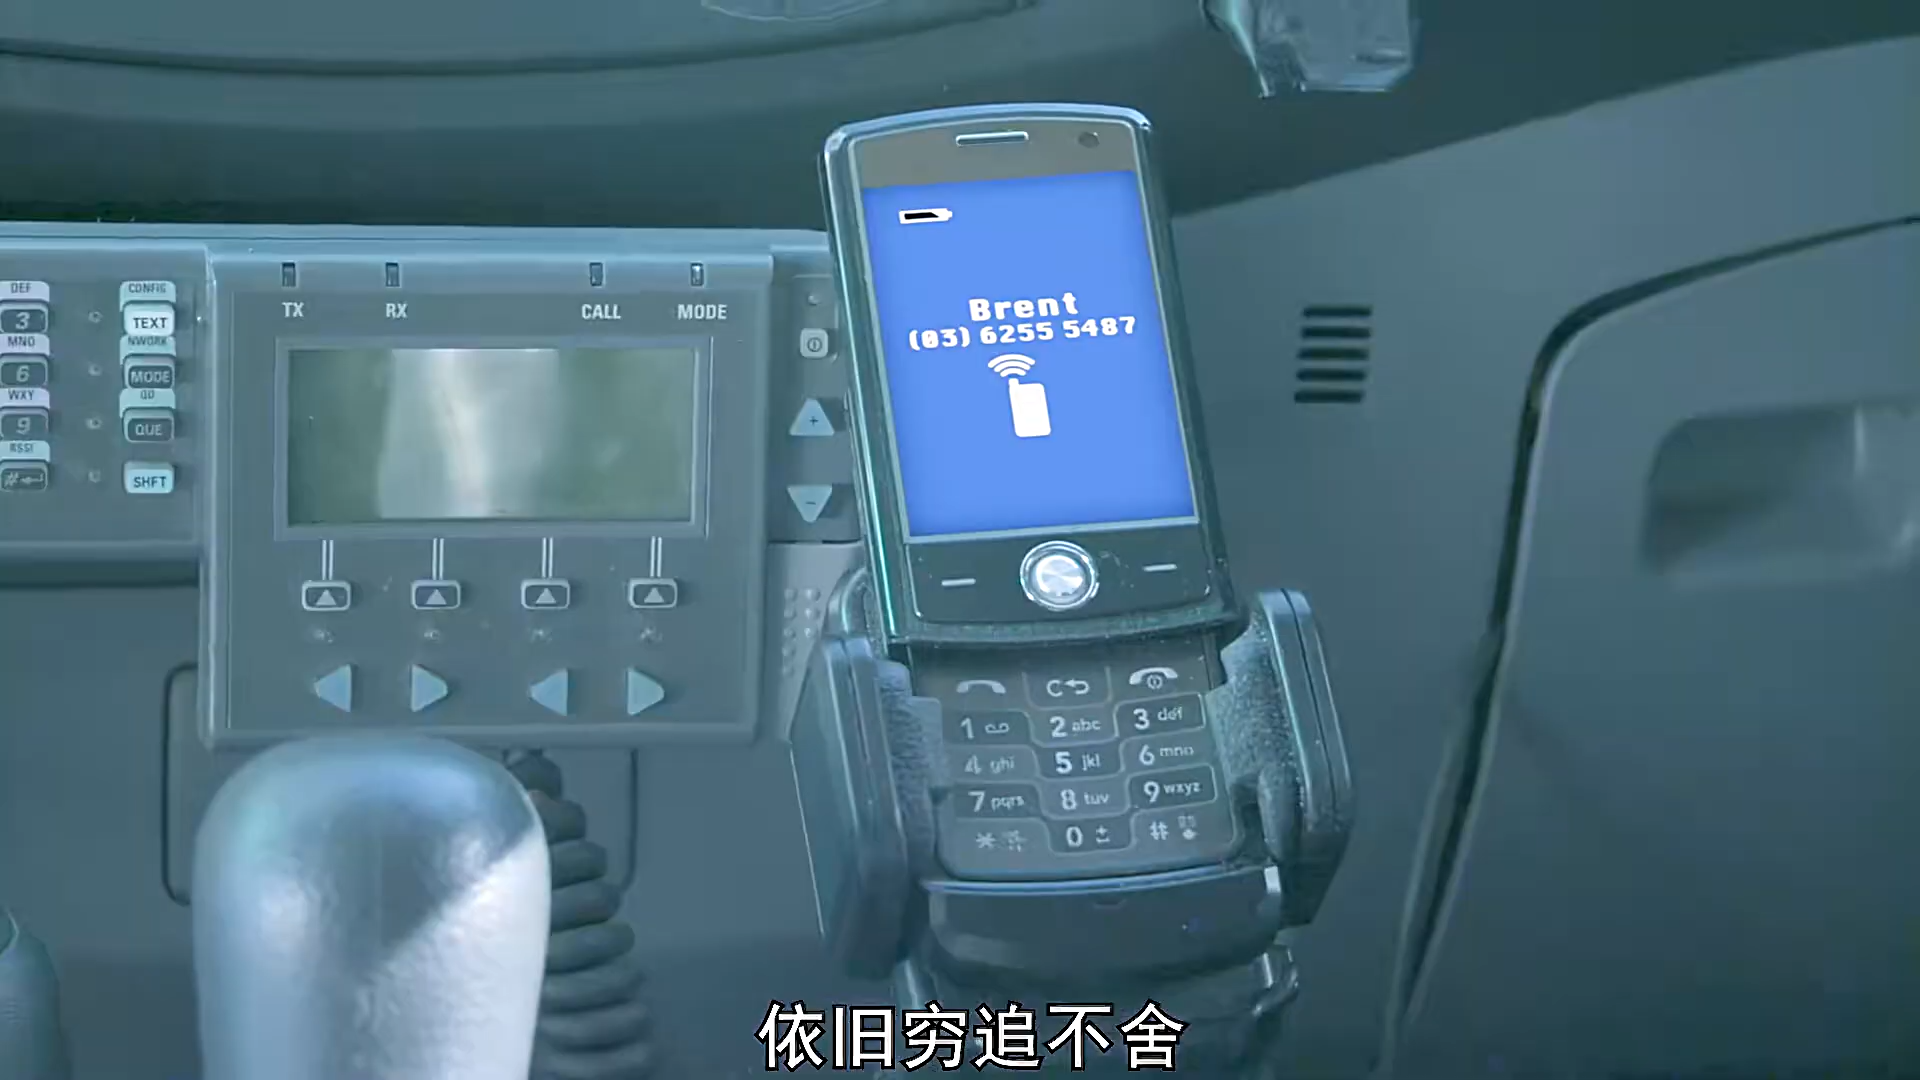 DEF
3
MNO
6
WXY
9
RSSI
#
CONFIG
TEXT
NWORK
MODE
QUE
SHFT
TX RX CALL MODE
+
-
Brent
(03) 6255 5487
C
1 2 abc 3 def
4 ghi 5 jkl 6 mno
7 pqrs 8 tuv 9 wxyz
* 0 ± #
依旧穷追不舍